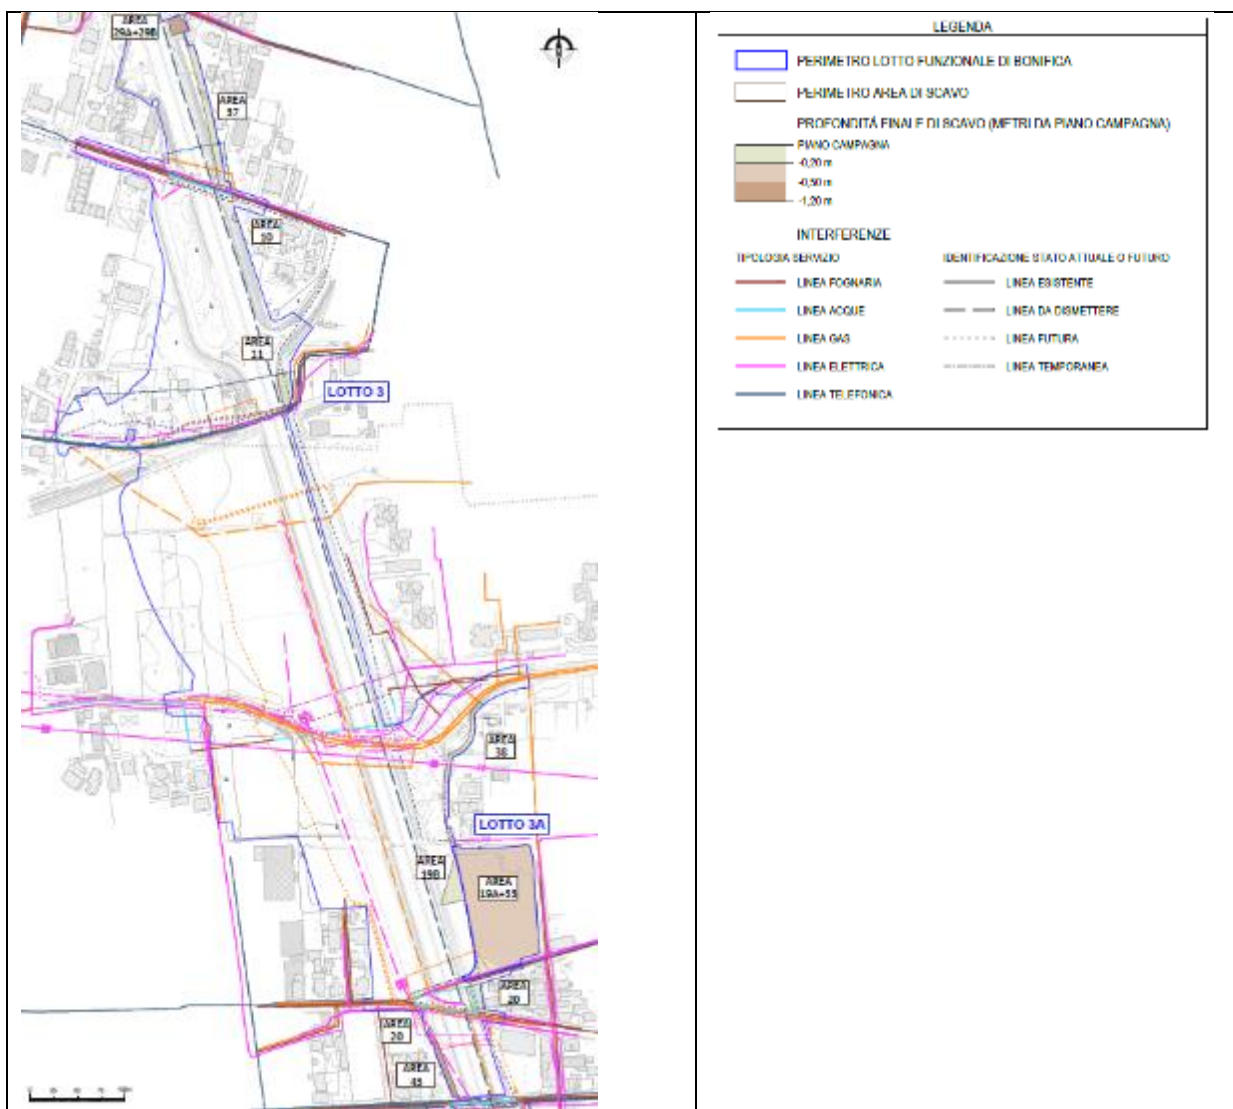 AREA
29A+29B
AREA
37
AREA
10
AREA
11
LOTTO 3
AREA
38
LOTTO 3A
AREA
19B
AREA
19A+53
AREA
20
AREA
20
AREA
45
LEGENDA
PERIMETRO LOTTO FUNZIONALE DI BONIFICA
PERIMETRO AREA DI SCAVO
PROFONDITÁ FINALE DI SCAVO (METRI DA PIANO CAMPAGNA)
PIANO CAMPAGNA
-0,20 m
-0,50 m
-1,20 m
INTERFERENZE
TIPOLOGIA SERVIZIO
IDENTIFICAZIONE STATO ATTUALE O FUTURO
LINEA FOGNARIA
LINEA ESISTENTE
LINEA ACQUE
LINEA DA DISMETTERE
LINEA GAS
LINEA FUTURA
LINEA ELETTRICA
LINEA TEMPORANEA
LINEA TELEFONICA